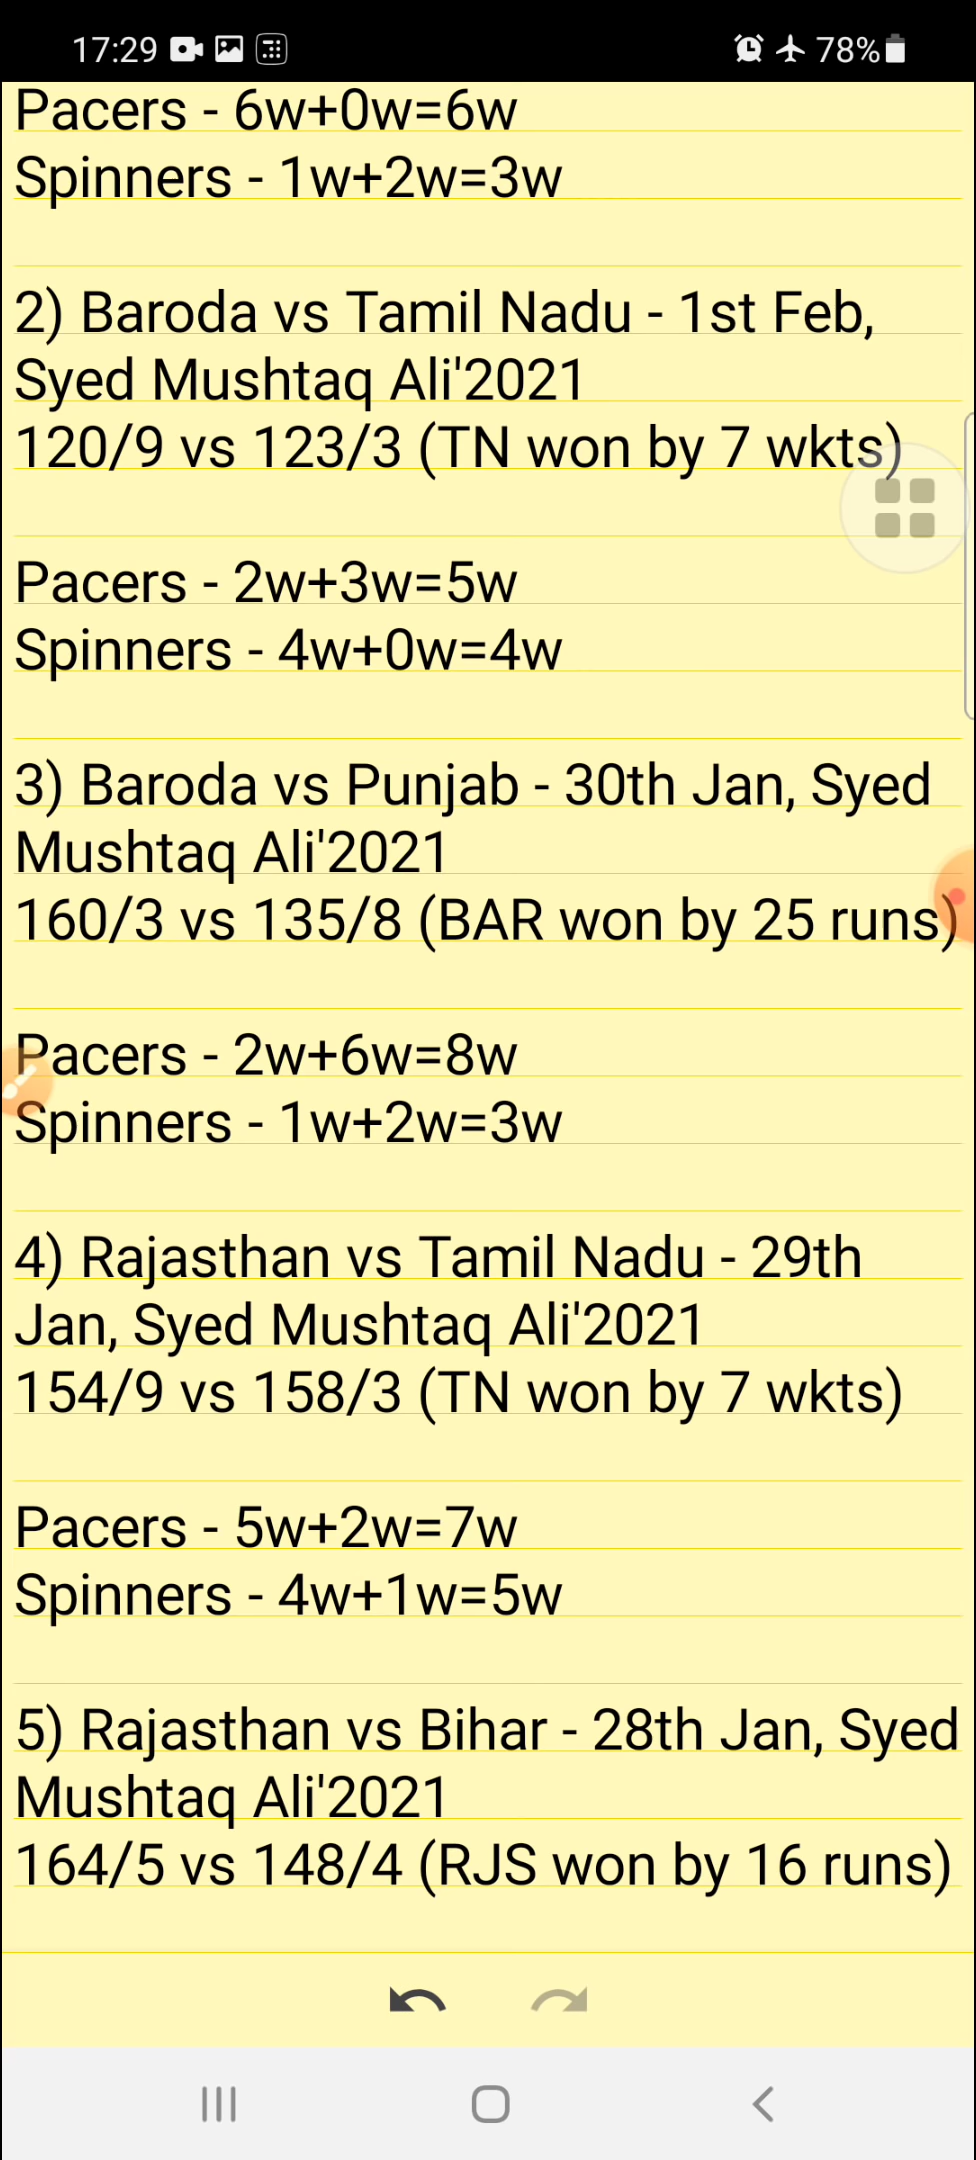 17:29 78%
Pacers - 6w+0w=6w
Spinners - 1w+2w=3w
2) Baroda vs Tamil Nadu - 1st Feb,
Syed Mushtaq Ali'2021
120/9 vs 123/3 (TN won by 7 wkts)
Pacers - 2w+3w=5w
Spinners - 4w+0w=4w
3) Baroda vs Punjab - 30th Jan, Syed
Mushtaq Ali'2021
160/3 vs 135/8 (BAR won by 25 runs)
Pacers - 2w+6w=8w
Spinners - 1w+2w=3w
4) Rajasthan vs Tamil Nadu - 29th
Jan, Syed Mushtaq Ali'2021
154/9 vs 158/3 (TN won by 7 wkts)
Pacers - 5w+2w=7w
Spinners - 4w+1w=5w
5) Rajasthan vs Bihar - 28th Jan, Syed
Mushtaq Ali'2021
164/5 vs 148/4 (RJS won by 16 runs)